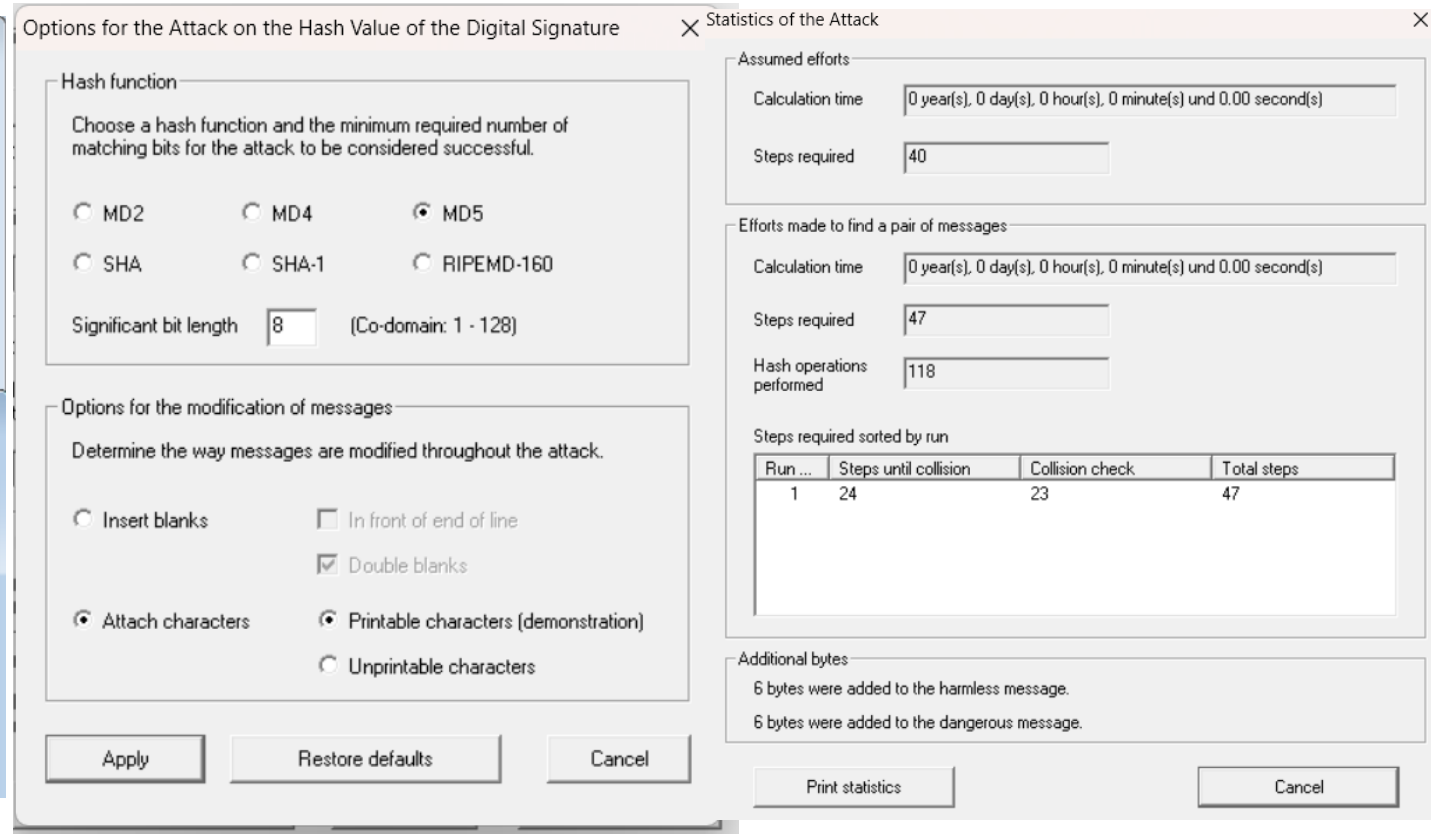 Options for the Attack on the Hash Value of the Digital Signature
Hash function
Choose a hash function and the minimum required number of
matching bits for the attack to be considered successful.
MD2 MD4 MD5
SHA SHA-1 RIPEMD-160
Significant bit length 8 (Co-domain: 1 - 128)
Options for the modification of messages
Determine the way messages are modified throughout the attack.
Insert blanks In front of end of line
Double blanks
Attach characters Printable characters (demonstration)
Unprintable characters
Apply Restore defaults Cancel
Statistics of the Attack
Assumed efforts
Calculation time 0 year(s), 0 day(s), 0 hour(s), 0 minute(s) und 0.00 second(s)
Steps required 40
Efforts made to find a pair of messages
Calculation time 0 year(s), 0 day(s), 0 hour(s), 0 minute(s) und 0.00 second(s)
Steps required 47
Hash operations
performed 118
Steps required sorted by run
Run ... Steps until collision Collision check Total steps
1 24 23 47
Additional bytes
6 bytes were added to the harmless message.
6 bytes were added to the dangerous message.
Print statistics Cancel